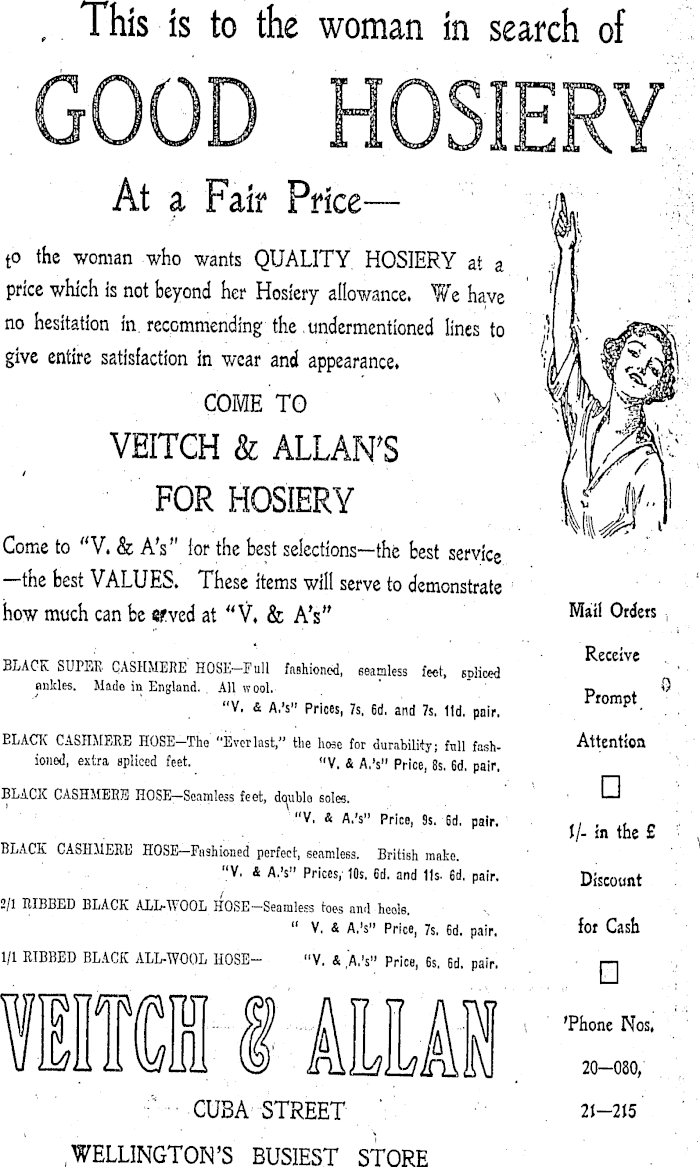 This is to the woman in search of
GOOD HOSIERY
At a Fair Price—
to the woman who wants QUALITY HOSIERY at a
price which is not beyond her Hosiery allowance. We have
no hesitation in recommending the undermentioned lines to
give entire satisfaction in wear and appearance.
COME TO
VEITCH & ALLAN'S
FOR HOSIERY
Come to "V. & A's" for the best selections—the best service
—the best VALUES. These items will serve to demonstrate
how much can be at "V. & A's"
BLACK SUPER CASHMERE HOSE—Full fashioned, seamless feet, spliced
ankles. Made in England. All wool.
"V. & A.'s" Prices, 7s. 6d. and 7s. 11d. pair.
BLACK CASHMERE HOSE—The "Everlast," the hose for durability; full fash-
ioned, extra spliced feet. "V. & A.'s" Price, 8s. 6d. pair.
BLACK CASHMERE HOSE—Seamless feet, double soles.
"V. & A.'s" Price, 9s. 6d. pair.
BLACK CASHMERE HOSE—Fashioned perfect, seamless. British make.
"V. & A.'s" Prices, 10s. 6d. and 11s. 6d. pair.
2/1 RIBBED BLACK ALL-WOOL HOSE—Seamless toes and heels.
" V. & A.'s" Price, 7s. 6d. pair.
1/1 RIBBED BLACK ALL-WOOL HOSE— "V. & A.'s" Price, 6s. 6d. pair.
VEITCH & ALLAN
CUBA STREET
WELLINGTON'S BUSIEST STORE
Mail Orders
Receive
Prompt
Attention
1/- in the £
Discount
for Cash
'Phone Nos.
20—080,
21—215